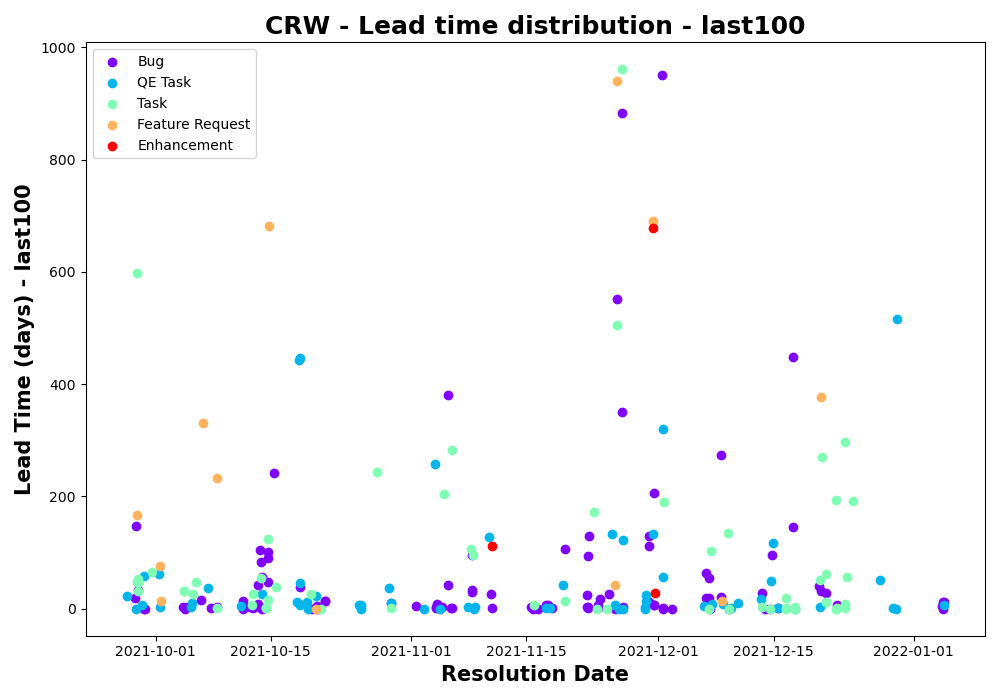 CRW - Lead time distribution - last100
Lead Time (days) - last100
1000
800
600
400
200
0
Bug
QE Task
Task
Feature Request
Enhancement
2021-10-01 2021-10-15 2021-11-01 2021-11-15 2021-12-01 2021-12-15 2022-01-01
Resolution Date